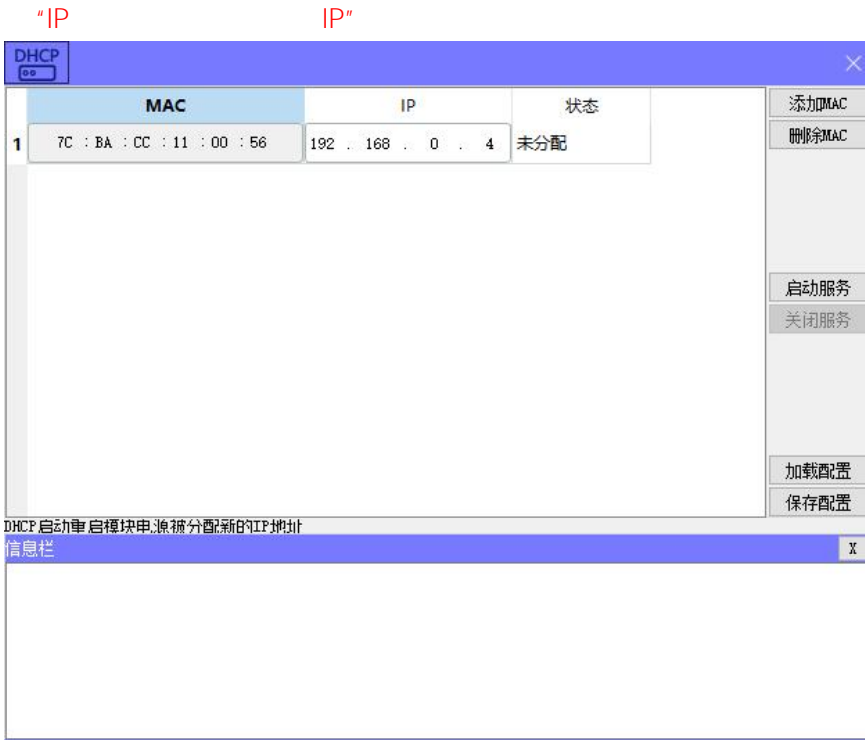 “IP IP”
DHCP
MAC IP 状态
1 7C : BA : CC : 11 : 00 : 56 192 . 168 . 0 . 4 未分配
添加MAC
删除MAC
启动服务
关闭服务
加载配置
保存配置
DHCP启动重启模块电源被分配新的IP地址
信息栏 X